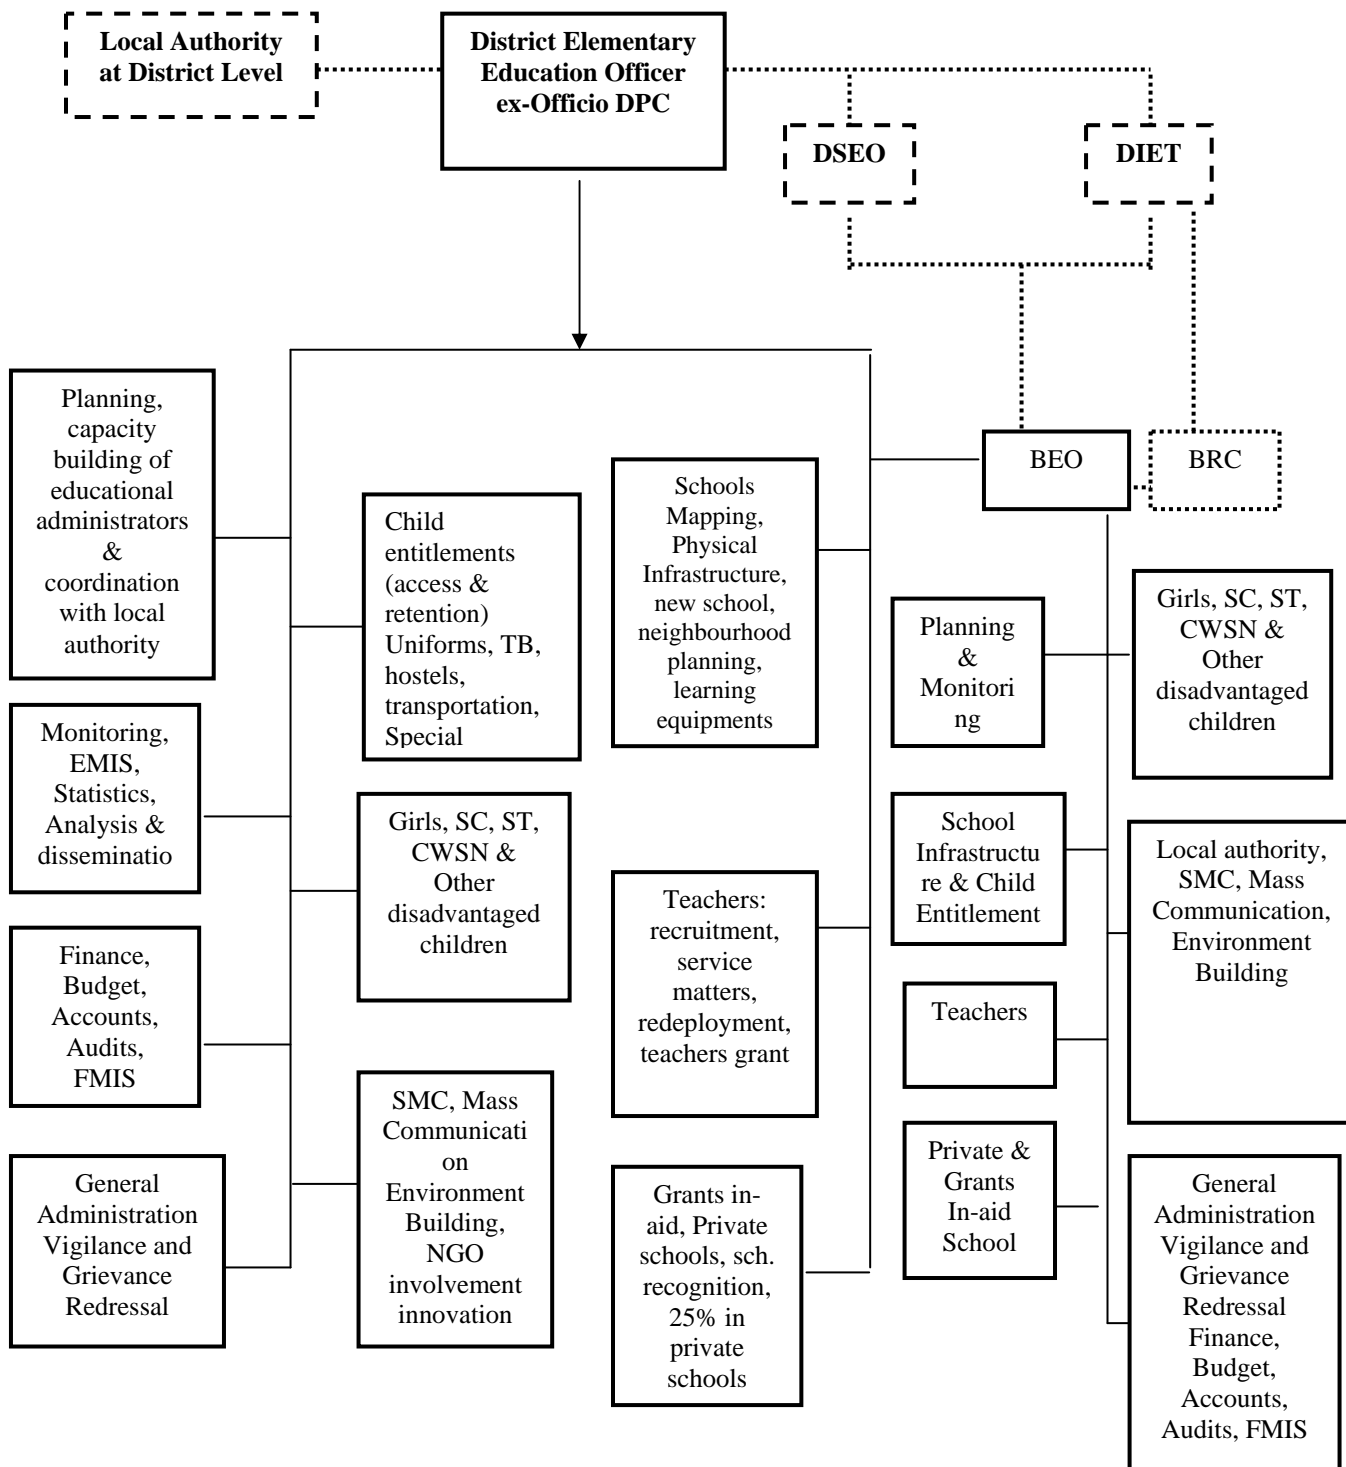 Local Authority
at District Level
District Elementary
Education Officer
ex-Officio DPC
DSEO
DIET
Planning,
capacity
building of
educational
administrators
&
coordination
with local
authority
Monitoring,
EMIS,
Statistics,
Analysis &
disseminatio
Finance,
Budget,
Accounts,
Audits,
FMIS
General
Administration
Vigilance and
Grievance
Redressal
Child
entitlements
(access &
retention)
Uniforms, TB,
hostels,
transportation,
Special
Girls, SC, ST,
CWSN &
Other
disadvantaged
children
SMC, Mass
Communicati
on
Environment
Building,
NGO
involvement
innovation
Schools
Mapping,
Physical
Infrastructure,
new school,
neighbourhood
planning,
learning
equipments
Teachers:
recruitment,
service
matters,
redeployment,
teachers grant
Grants in-
aid, Private
schools, sch.
recognition,
25% in
private
schools
BEO
BRC
Planning
&
Monitori
ng
School
Infrastructu
re & Child
Entitlement
Teachers
Private &
Grants
In-aid
School
Girls, SC, ST,
CWSN &
Other
disadvantaged
children
Local authority,
SMC, Mass
Communication,
Environment
Building
General
Administration
Vigilance and
Grievance
Redressal
Finance,
Budget,
Accounts,
Audits, FMIS